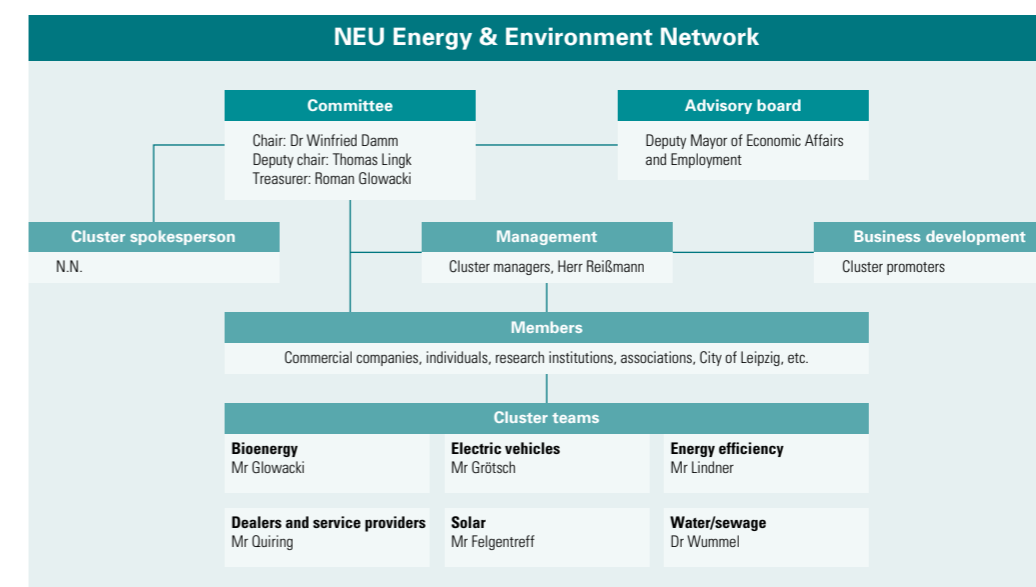 NEU Energy & Environment Network
Committee
Chair: Dr Winfried Damm
Deputy chair: Thomas Lingk
Treasurer: Roman Glowacki
Advisory board
Deputy Mayor of Economic Affairs
and Employment
Cluster spokesperson
N.N.
Management
Cluster managers, Herr Reißmann
Business development
Cluster promoters
Members
Commercial companies, individuals, research institutions, associations, City of Leipzig, etc.
Cluster teams
Bioenergy
Mr Glowacki
Electric vehicles
Mr Grötsch
Energy efficiency
Mr Lindner
Dealers and service providers
Mr Quiring
Solar
Mr Felgentreff
Water/sewage
Dr Wummel